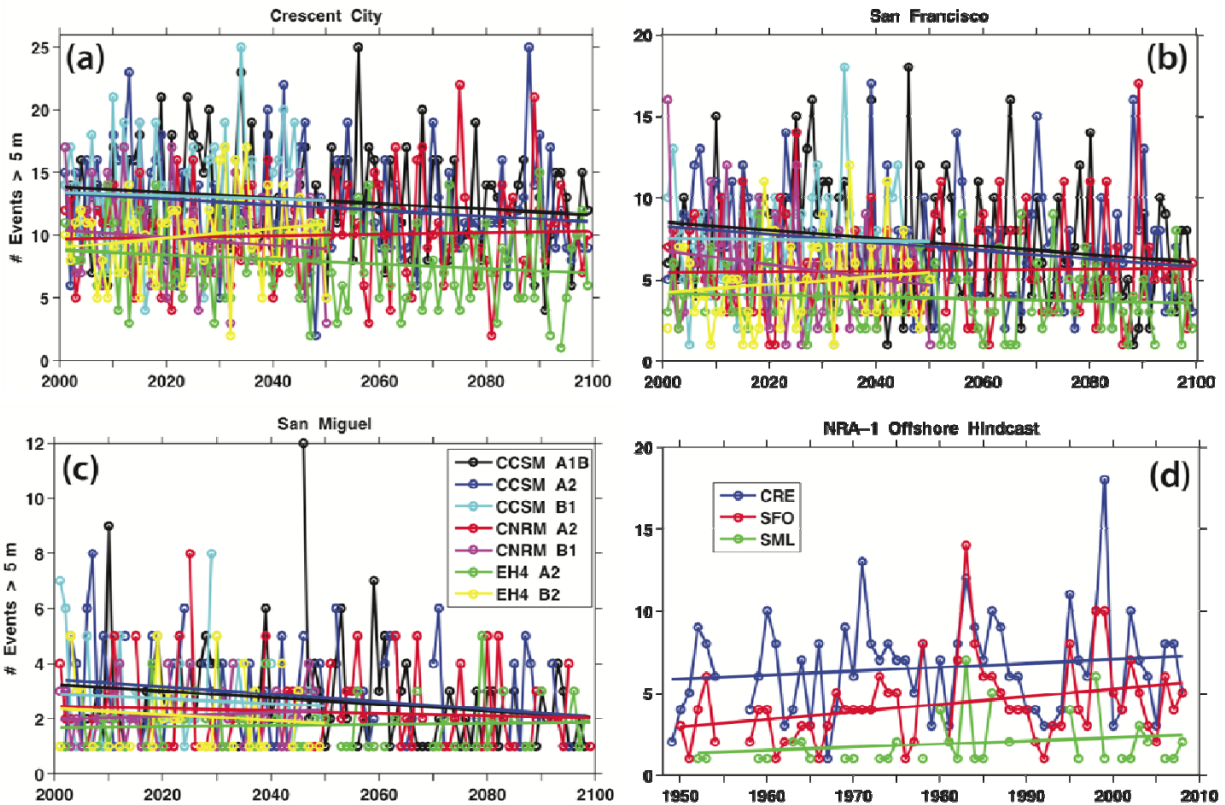 Crescent City
(a)
# Events > 5 m
25
20
15
10
5
0
2000 2020 2040 2060 2080 2100
San Francisco
(b)
20
15
10
5
0
2000 2020 2040 2060 2080 2100
San Miguel
(c)
# Events > 5 m
12
10
8
6
4
2
0
2000 2020 2040 2060 2080 2100
CCSM A1B
CCSM A2
CCSM B1
CNRM A2
CNRM B1
EH4 A2
EH4 B2
NRA-1 Offshore Hindcast
(d)
20
15
10
5
0
1950 1960 1970 1980 1990 2000 2010
CRE
SFO
SML